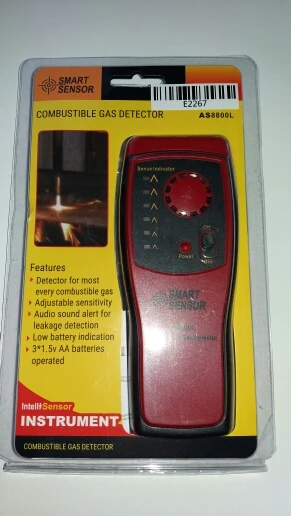 SMART
SENSOR
E2267
COMBUSTIBLE GAS DETECTOR
AS8800L
Sense Indicator
Power
SMART
SENSOR
Features
Detector for most
every combustible gas
Adjustable sensitivity
Audio sound alert for
leakage detection
Low battery indication
3*1.5v AA batteries
operated
Intell Sensor
INSTRUMENT
COMBUSTIBLE GAS DETECTOR